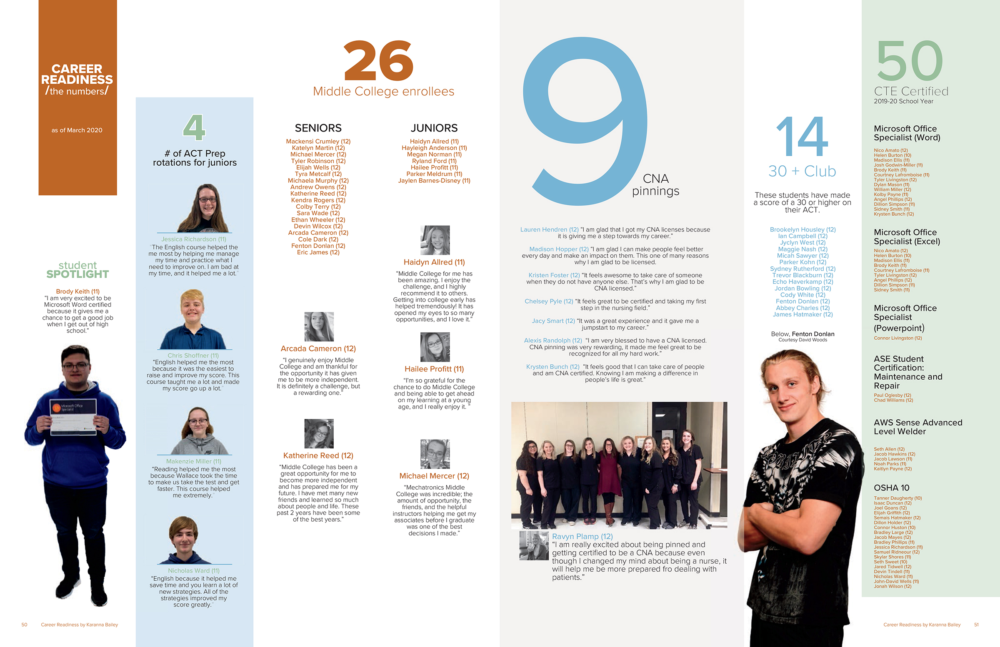 CAREER
READINESS
/the numbers/
as of March 2020
student
SPOTLIGHT
Brody Keith (11)
“I am very excited to be
Microsoft Word certified
because it gives me a
chance to get a good job
when I get out of high
school.”
Microsoft Office
Specialist
4
# of ACT Prep
rotations for juniors
Jessica Richardson (11)
“The English course helped the
me most by helping me manage
my time and practice what I
need to improve on. I am bad at
my time, and it helped me a lot.”
Chris Shoffner (11)
“English helped me the most
because it was the easiest to
raise and improve my score. This
course taught me a lot and made
my score go up a lot.”
Makenzie Miller (11)
“Reading helped me the most
because Wallace took the time
to make us take the test and get
faster. This course helped
me extremely.”
Nicholas Ward (11)
“English because it helped me
save time and you learn a lot of
new strategies. All of the
strategies improved my
score greatly.”
26
Middle College enrollees
SENIORS
Mackensi Crumley (12)
Katelyn Martin (12)
Michael Mercer (12)
Tyler Robinson (12)
Elijah Wells (12)
Tyra Metcalf (12)
Michaela Murphy (12)
Andrew Owens (12)
Katherine Reed (12)
Kendra Rogers (12)
Colby Terry (12)
Sara Wade (12)
Ethan Wheeler (12)
Devin Wilcox (12)
Arcada Cameron (12)
Cole Dark (12)
Fenton Donlan (12)
Eric James (12)
Arcada Cameron (12)
“I genuinely enjoy Middle
College and am thankful for
the opportunity it has given
me to be more independent.
It is definitely a challenge, but
a rewarding one.”
Katherine Reed (12)
“Middle College has been a
great opportunity for me to
become more independent
and has prepared me for my
future. I have met many new
friends and learned so much
about people and life. These
past 2 years have been some
of the best years.”
JUNIORS
Haidyn Allred (11)
Hayleigh Anderson (11)
Megan Norman (11)
Ryland Ford (11)
Hailee Profitt (11)
Parker Meldrum (11)
Jaylen Barnes-Disney (11)
Haidyn Allred (11)
“Middle College for me has
been amazing. I enjoy the
challenge, and I highly
recommend it to others.
Getting into college early has
helped tremendously! It has
opened my eyes to so many
opportunities, and I love it.”
Hailee Profitt (11)
“I’m so grateful for the
chance to do Middle College
and being able to get ahead
on my learning at a young
age, and I really enjoy it. ”
Michael Mercer (12)
“Mechatronics Middle
College was incredible; the
amount of opportunity, the
friends, and the helpful
instructors helping me get my
associates before I graduate
was one of the best
decisions I made.”
9
CNA
pinnings
Lauren Hendren (12) “I am glad that I got my CNA licenses because
it is giving me a step towards my career.”
Madison Hopper (12) “I am glad I can make people feel better
every day and make an impact on them. This one of many reasons
why I am glad to be licensed.
Kristen Foster (12) “It feels awesome to take care of someone
when they do not have anyone else. That’s why I am glad to be
CNA licensed.”
Chelsey Pyle (12) “It feels great to be certified and taking my first
step in the nursing field.”
Jacy Smart (12) “It was a great experience and it gave me a
jumpstart to my career.”
Alexis Randolph (12) “I am very blessed to have a CNA licensed.
CNA pinning was very rewarding, it made me feel great to be
recognized for all my hard work.”
Krysten Bunch (12) “It feels good that I can take care of people
and am CNA certified. Knowing I am making a difference in
people’s life is great.”
Ravyn Plamp (12)
“I am really excited about being pinned and
getting certified to be a CNA because even
though I changed my mind about being a nurse, it
will help me be more prepared fro dealing with
patients.”
14
30 + Club
These students have made
a score of a 30 or higher on
their ACT.
Brookelyn Housley (12)
Ian Campbell (12)
Jyclyn West (12)
Maggie Nash (12)
Micah Sawyer (12)
Parker Kohn (12)
Sydney Rutherford (12)
Trevor Blackburn (12)
Echo Haverkamp (12)
Jordan Bowling (12)
Cody White (12)
Fenton Donlan (12)
Abbey Charles (12)
James Hatmaker (12)
Below, Fenton Donlan
Courtesy David Woods
50
CTE Certified
2019-20 School Year
Microsoft Office
Specialist (Word)
Nico Amato (12)
Helen Burton (10)
Madison Ellis (11)
Josh Godwin-Miller (11)
Brody Keith (11)
Courtney Lafromboise (11)
Tyler Livingston (12)
Dylan Mason (11)
William Miller (12)
Kolby Payne (11)
Angel Phillips (12)
Dillion Simpson (11)
Sidney Smith (11)
Krysten Bunch (12)
Microsoft Office
Specialist (Excel)
Nico Amato (12)
Helen Burton (10)
Madison Ellis (11)
Brody Keith (11)
Courtney Lafromboise (11)
Tyler Livingston (12)
Angel Phillips (12)
Dillion Simpson (11)
Sidney Smith (11)
Microsoft Office
Specialist
(Powerpoint)
Connor Livingston (12)
ASE Student
Certification:
Maintenance and
Repair
Paul Oglesby (12)
Chad Williams (12)
AWS Sense Advanced
Level Welder
Seth Allen (12)
Jacob Hawkins (12)
Jacob Lawson (11)
Noah Parks (11)
Kaitlyn Payne (12)
OSHA 10
Tanner Daugherty (10)
Isaac Duncan (12)
Joel Goans (12)
Elijah Griffith (12)
Semais Hatmaker (12)
Dillon Holder (12)
Connor Huston (10)
Bradley Large (12)
Jacob Mayes (12)
Bradley Phillips (11)
Jessica Richardson (11)
Samuel Ridneour (12)
Skylar Shores (11)
Seth Sweet (10)
Jared Tidwell (12)
Devin Tindell (11)
Nicholas Ward (11)
John-David Wells (11)
Jonah Wilson (12)
50 Career Readiness by Karanna Bailey
Career Readiness by Karanna Bailey 51